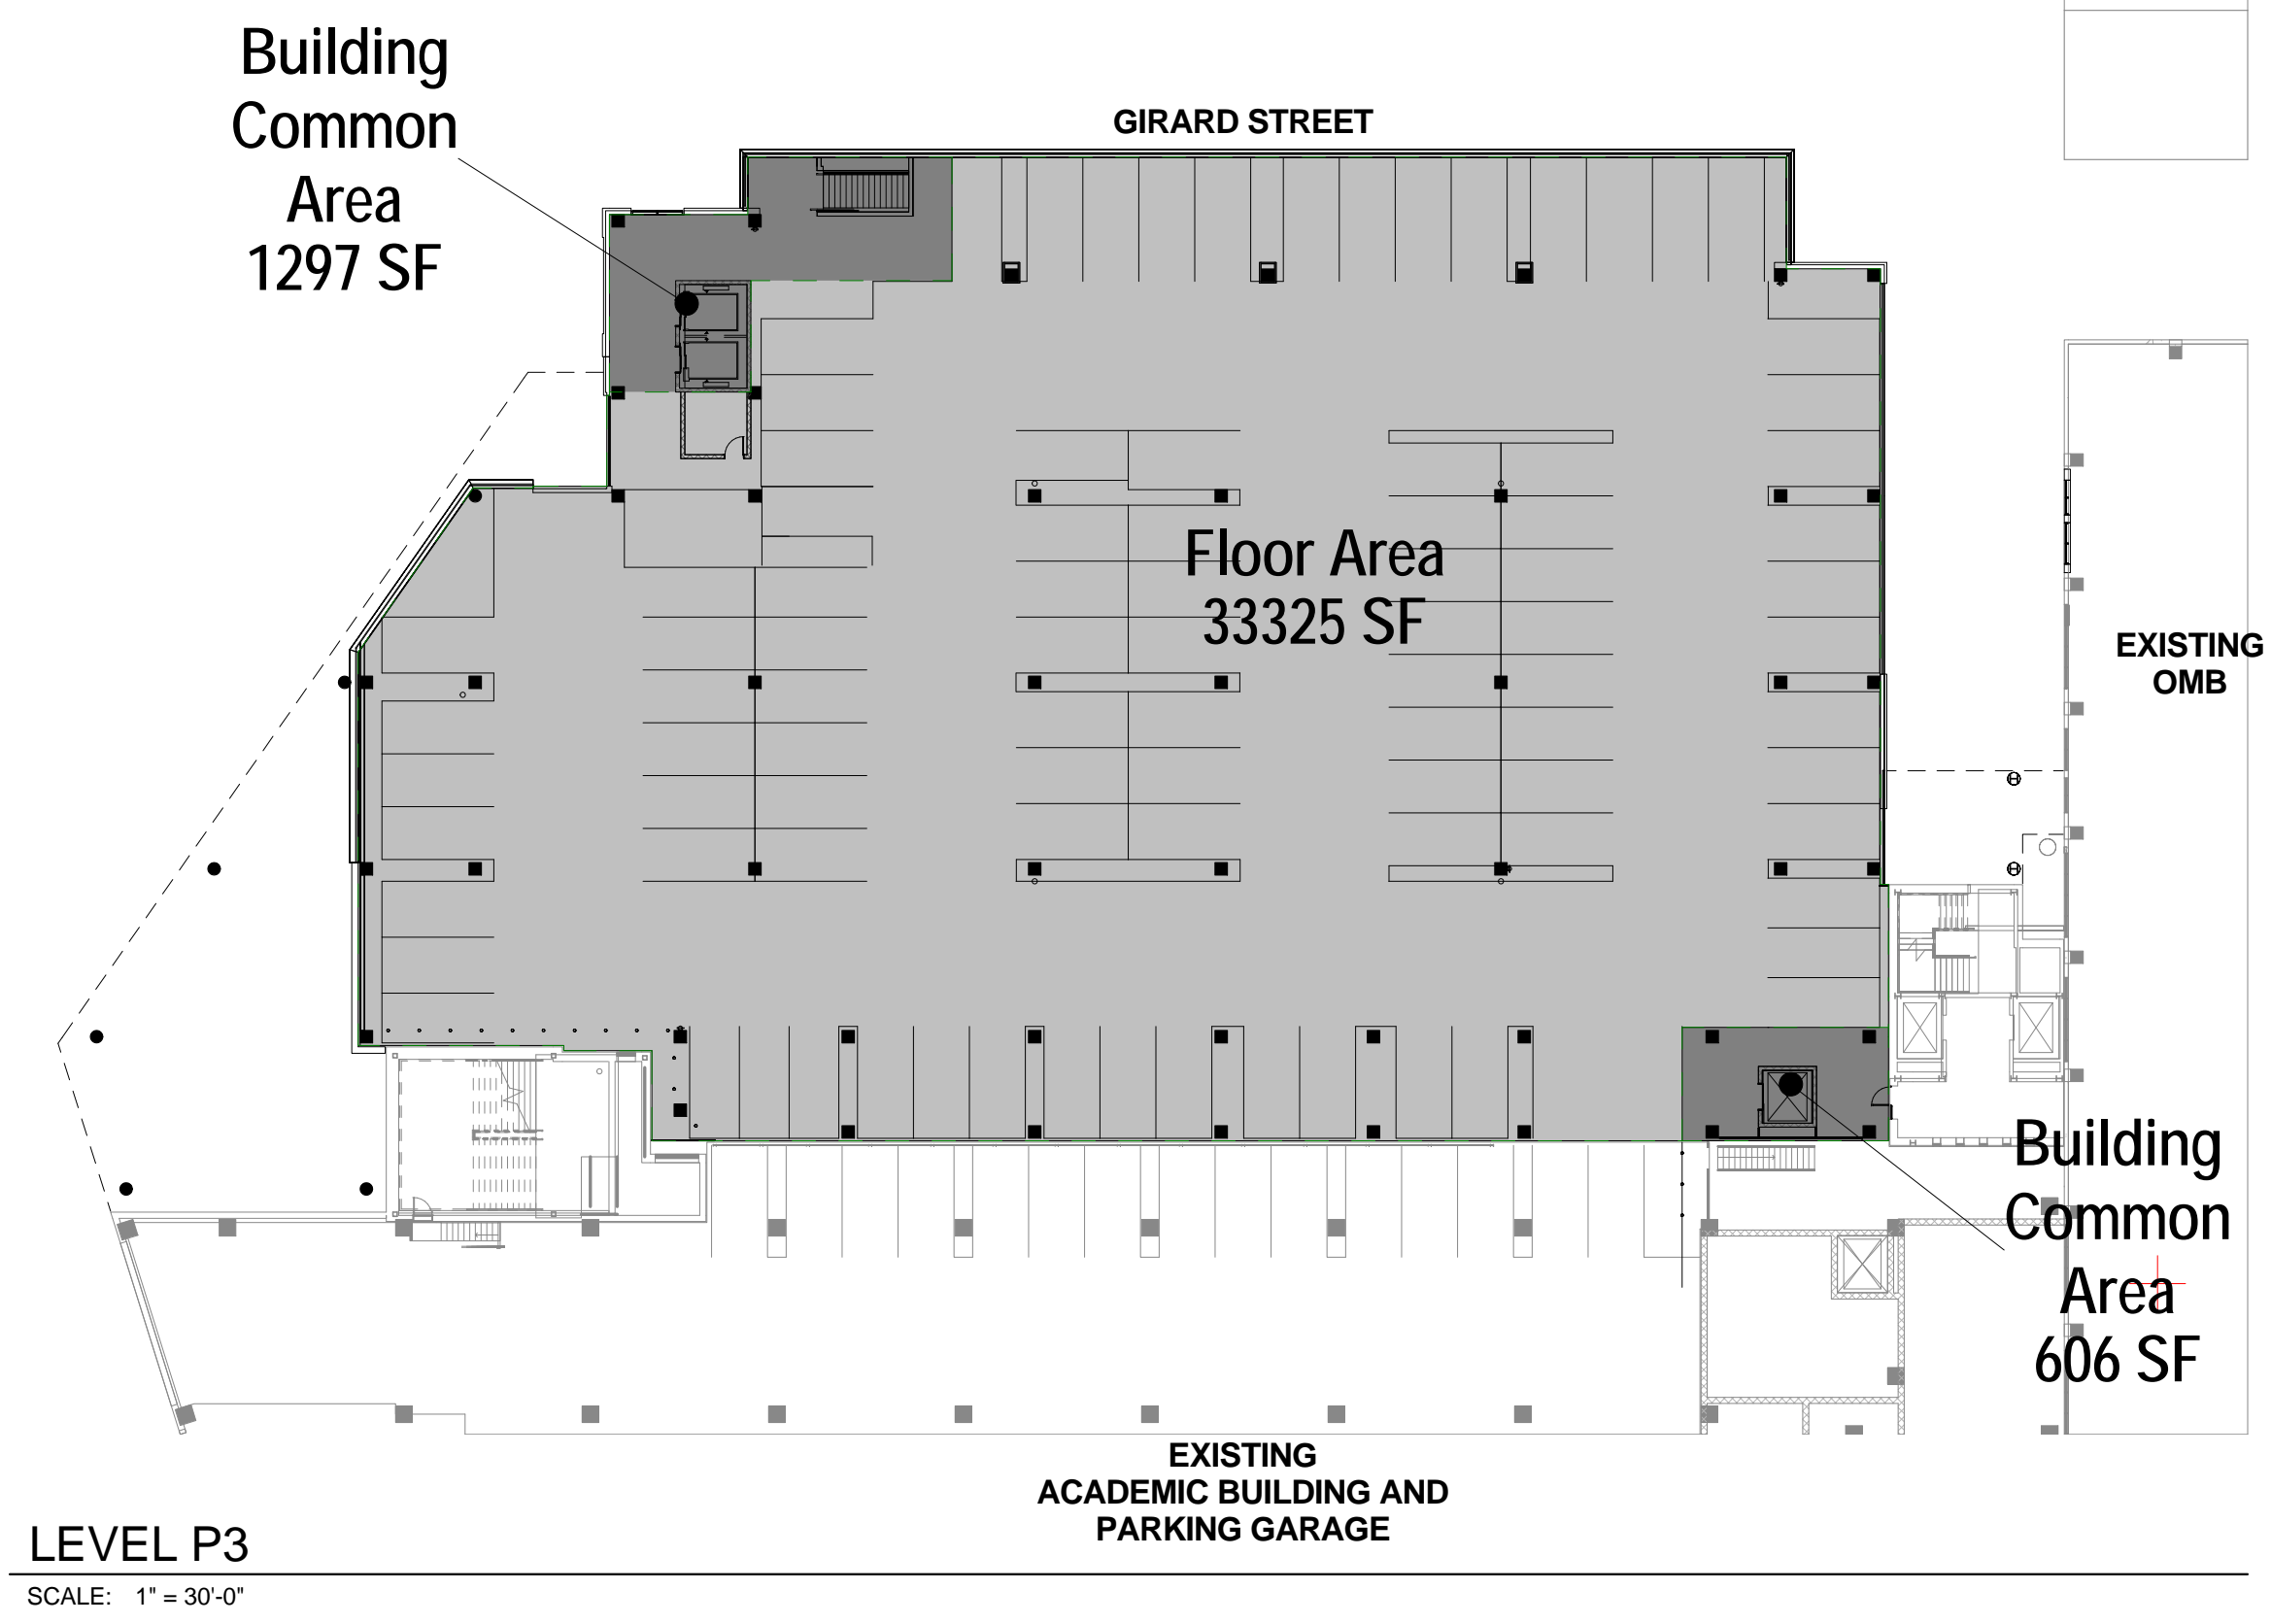 Building
Common
Area
1297 SF
GIRARD STREET
Floor Area
33325 SF
EXISTING
OMB
Building
Common
Area
606 SF
EXISTING
ACADEMIC BUILDING AND
PARKING GARAGE
LEVEL P3
SCALE: 1" = 30'-0"